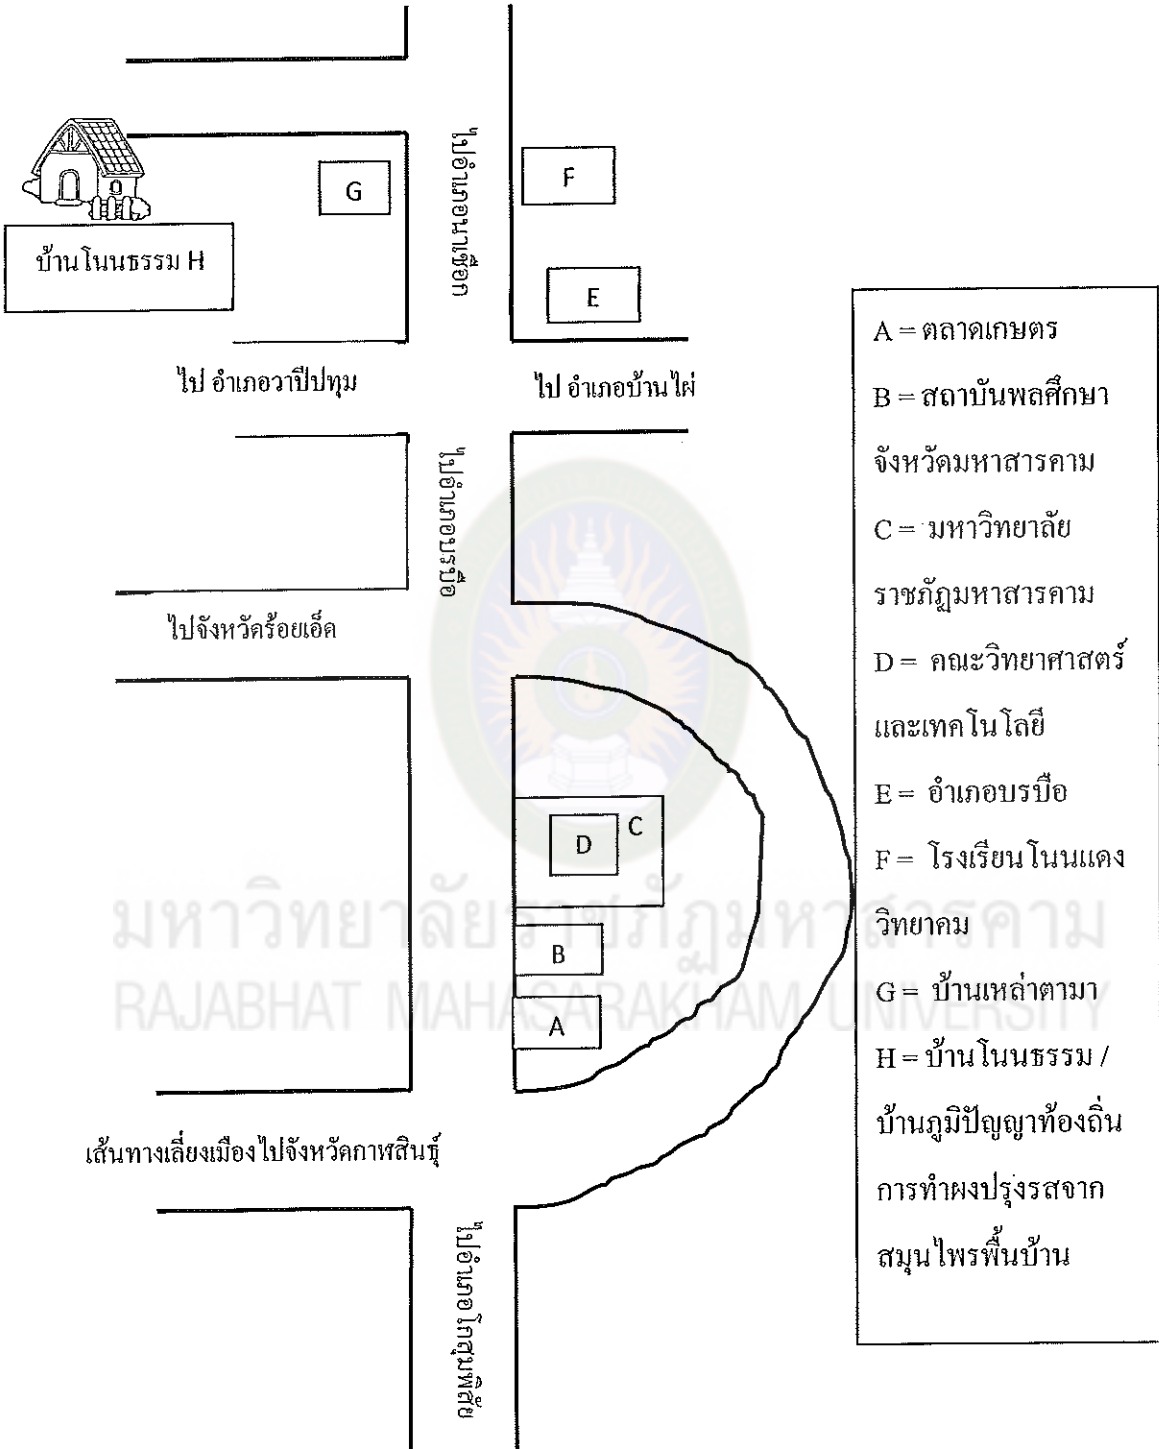 ไปอำเภอนาเชือก
G
F
บ้านโนนธรรม H
E
ไป อำเภอวาปีปทุม
ไป อำเภอบ้านไผ่
ไปอำเภอบรบือ
ไปจังหวัดร้อยเอ็ด
D
C
B
A
มหาวิทยาลัยราชภัฏมหาสารคาม
RAJABHAT MAHASARAKHAM UNIVERSITY
เส้นทางเลี่ยงเมืองไปจังหวัดกาฬสินธุ์
ไปอำเภอโกสุมพิสัย
A = ตลาดเกษตร
B = สถาบันพลศึกษา
จังหวัดมหาสารคาม
C = มหาวิทยาลัย
ราชภัฏมหาสารคาม
D = คณะวิทยาศาสตร์
และเทคโนโลยี
E = อำเภอบรบือ
F = โรงเรียนโนนแดง
วิทยาคม
G = บ้านเหล่าตามา
H = บ้านโนนธรรม /
บ้านภูมิปัญญาท้องถิ่น
การทำผงปรุงรสจาก
สมุนไพรพื้นบ้าน